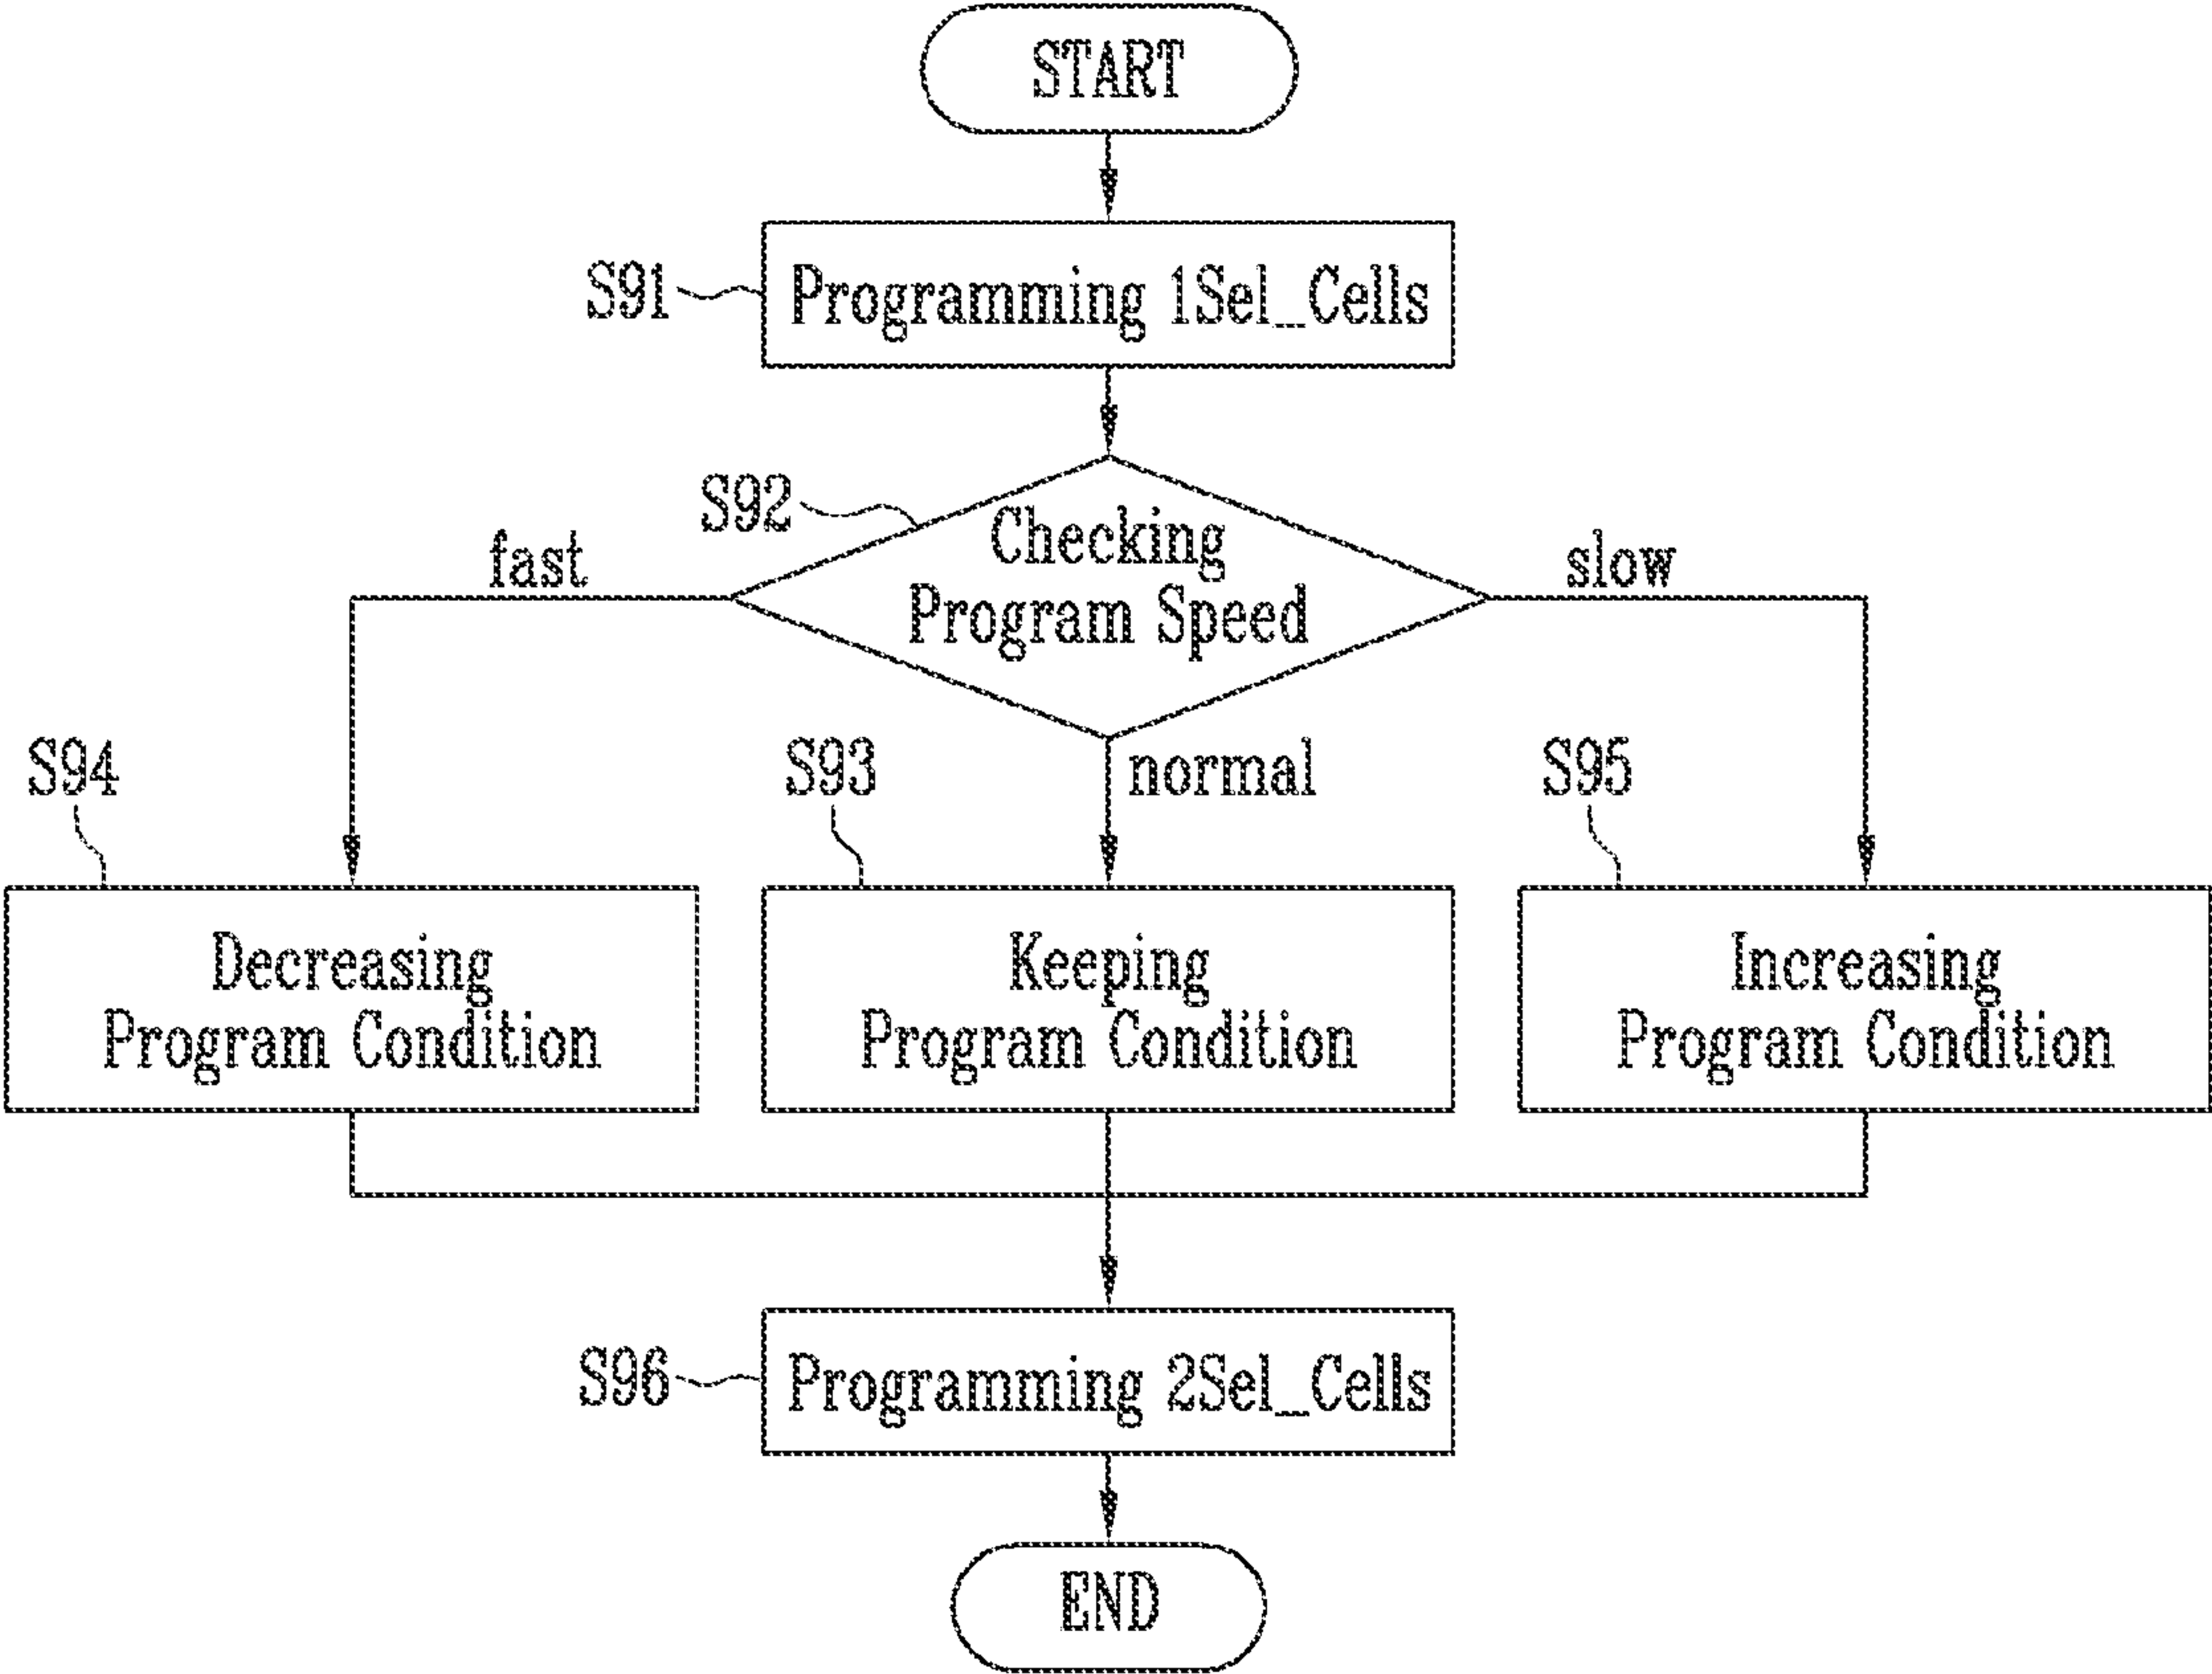 START
S91
Programming 1Sel_Cells
S92
Checking
Program Speed
fast
slow
normal
S94
Decreasing
Program Condition
S93
Keeping
Program Condition
S95
Increasing
Program Condition
S96
Programming 2Sel_Cells
END